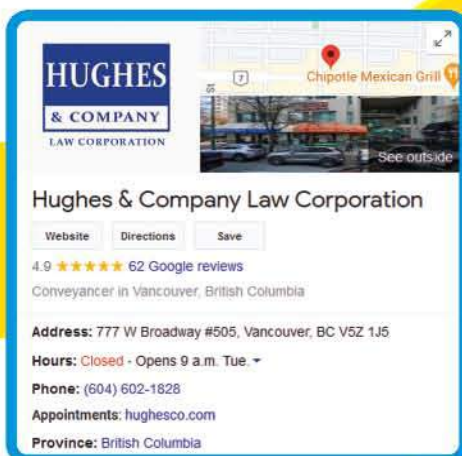 HUGHES
& COMPANY
LAW CORPORATION
St
7
Chipotle Mexican Grill
See outside
Hughes & Company Law Corporation
Website Directions Save
4.9 ★★★★★ 62 Google reviews
Conveyancer in Vancouver, British Columbia
Address: 777 W Broadway #505, Vancouver, BC V5Z 1J5
Hours: Closed - Opens 9 a.m. Tue.
Phone: (604) 602-1828
Appointments: hughesco.com
Province: British Columbia